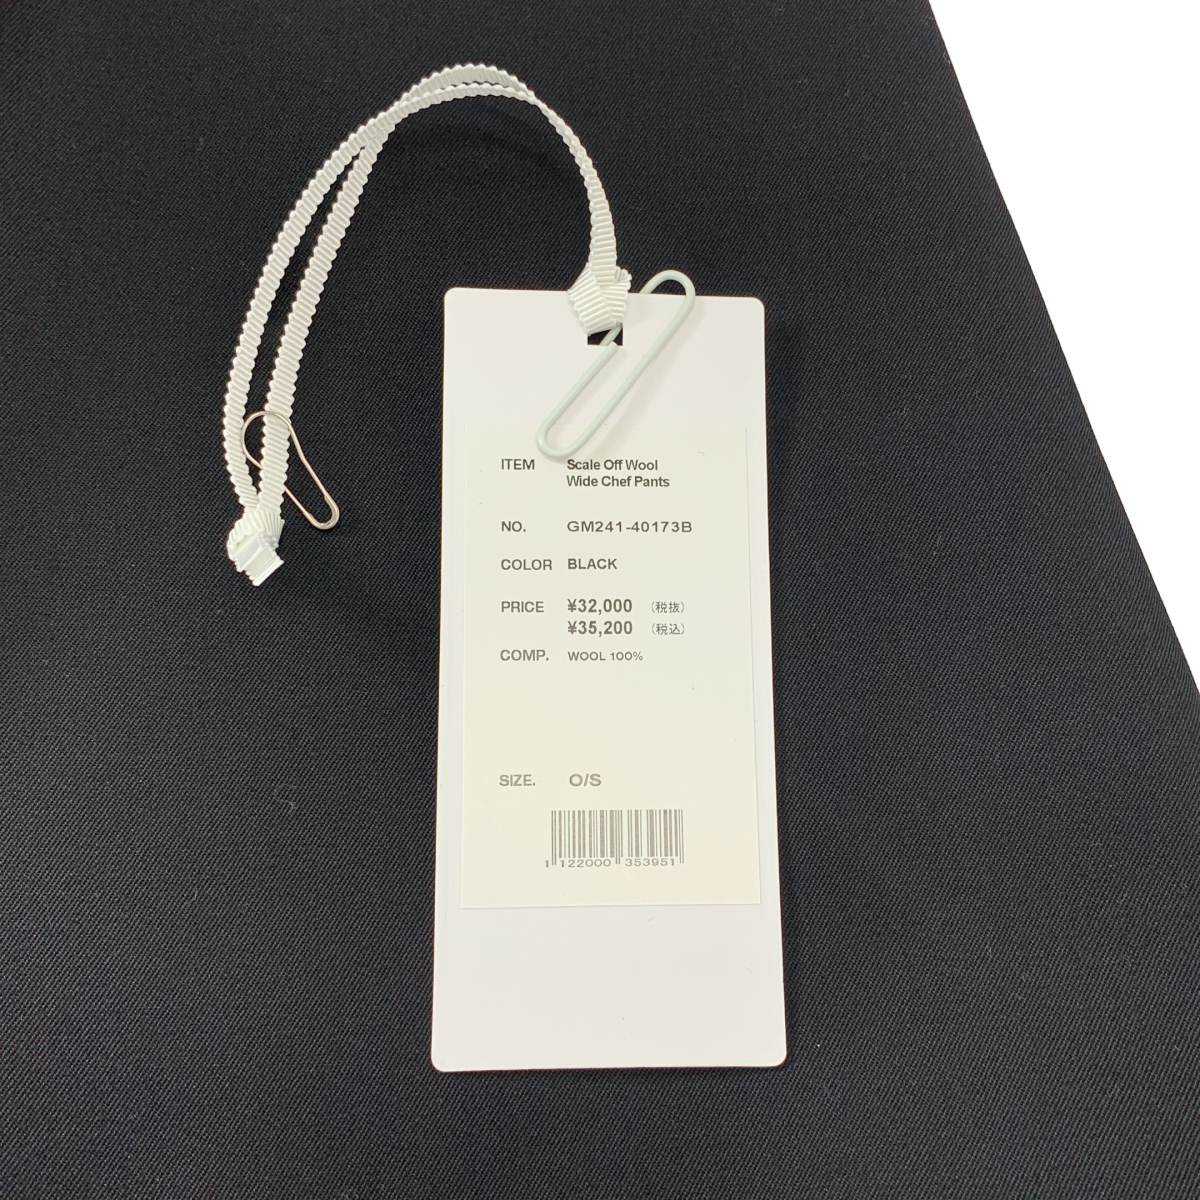 ITEM Scale Off Wool
Wide Chef Pants
NO. GM241-40173B
COLOR BLACK
PRICE ¥32,000 (税抜)
¥35,200 (税込)
COMP. WOOL 100%
SIZE. O/S
1 122000 353951